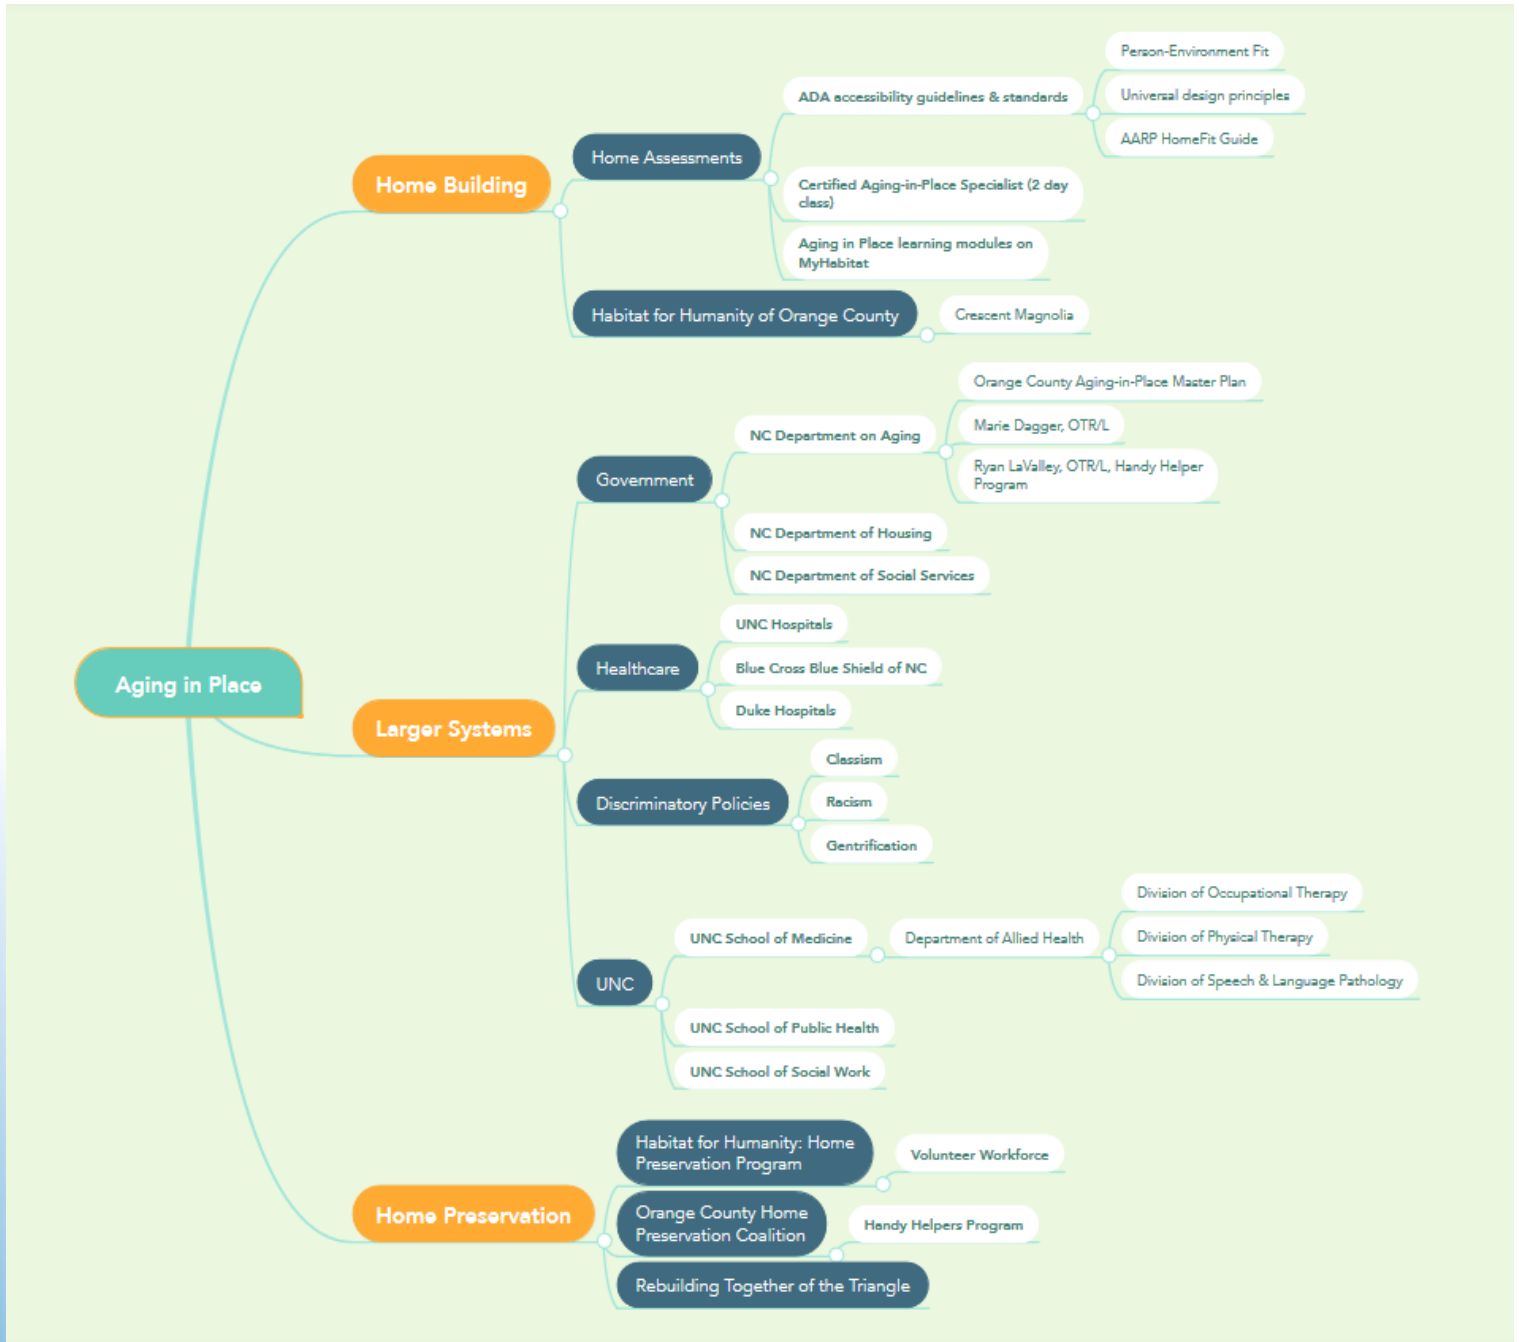 Aging in Place
Home Building
Home Assessments
ADA accessibility guidelines & standards
Person-Environment Fit
Universal design principles
AARP HomeFit Guide
Certified Aging-in-Place Specialist (2 day
class)
Aging in Place learning modules on
MyHabitat
Habitat for Humanity of Orange County
Crescent Magnolia
Larger Systems
Government
NC Department on Aging
Orange County Aging-in-Place Master Plan
Marie Dagger, OTR/L
Ryan LaValley, OTR/L, Handy Helper
Program
NC Department of Housing
NC Department of Social Services
Healthcare
UNC Hospitals
Blue Cross Blue Shield of NC
Duke Hospitals
Discriminatory Policies
Classism
Racism
Gentrification
UNC
UNC School of Medicine
Department of Allied Health
Division of Occupational Therapy
Division of Physical Therapy
Division of Speech & Language Pathology
UNC School of Public Health
UNC School of Social Work
Home Preservation
Habitat for Humanity: Home
Preservation Program
Volunteer Workforce
Orange County Home
Preservation Coalition
Handy Helpers Program
Rebuilding Together of the Triangle